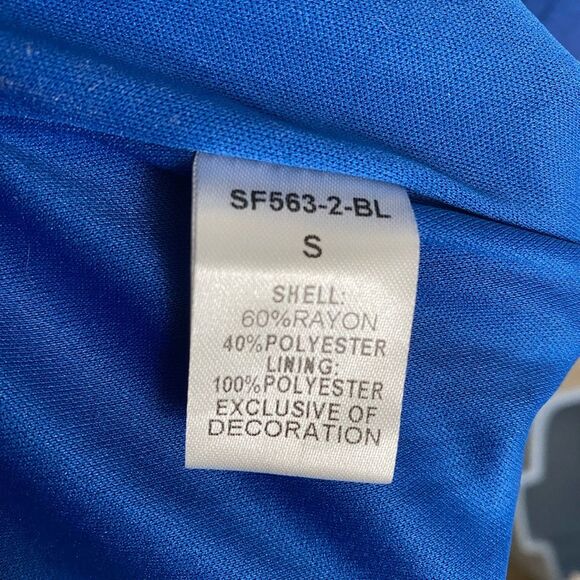 SF563-2-BL
S
SHELL:
60%RAYON
40%POLYESTER
LINING:
100%POLYESTER
EXCLUSIVE OF
DECORATION